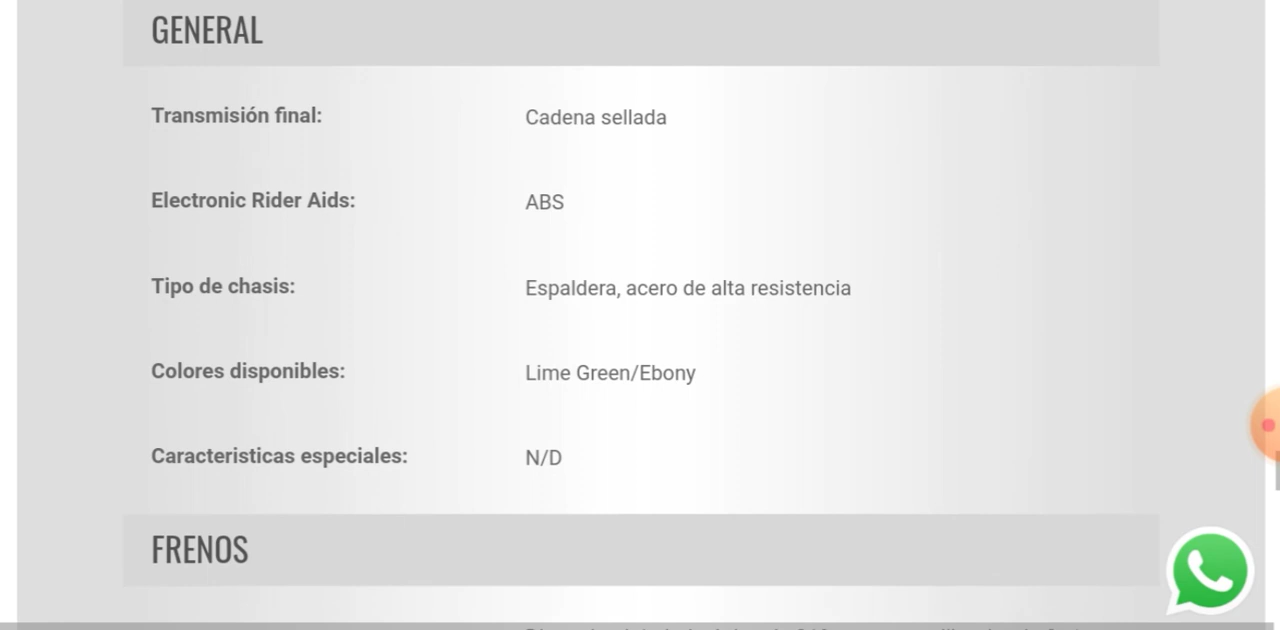 GENERAL
Transmisión final: Cadena sellada
Electronic Rider Aids: ABS
Tipo de chasis: Espaldera, acero de alta resistencia
Colores disponibles: Lime Green/Ebony
Caracteristicas especiales: N/D
FRENOS